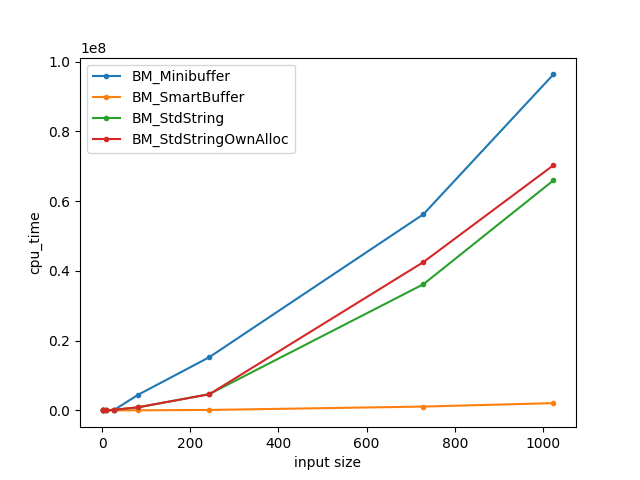 1e8
1.0
0.8
0.6
0.4
0.2
0.0
cpu_time
BM_Minibuffer
BM_SmartBuffer
BM_StdString
BM_StdStringOwnAlloc
0 200 400 600 800 1000
input size